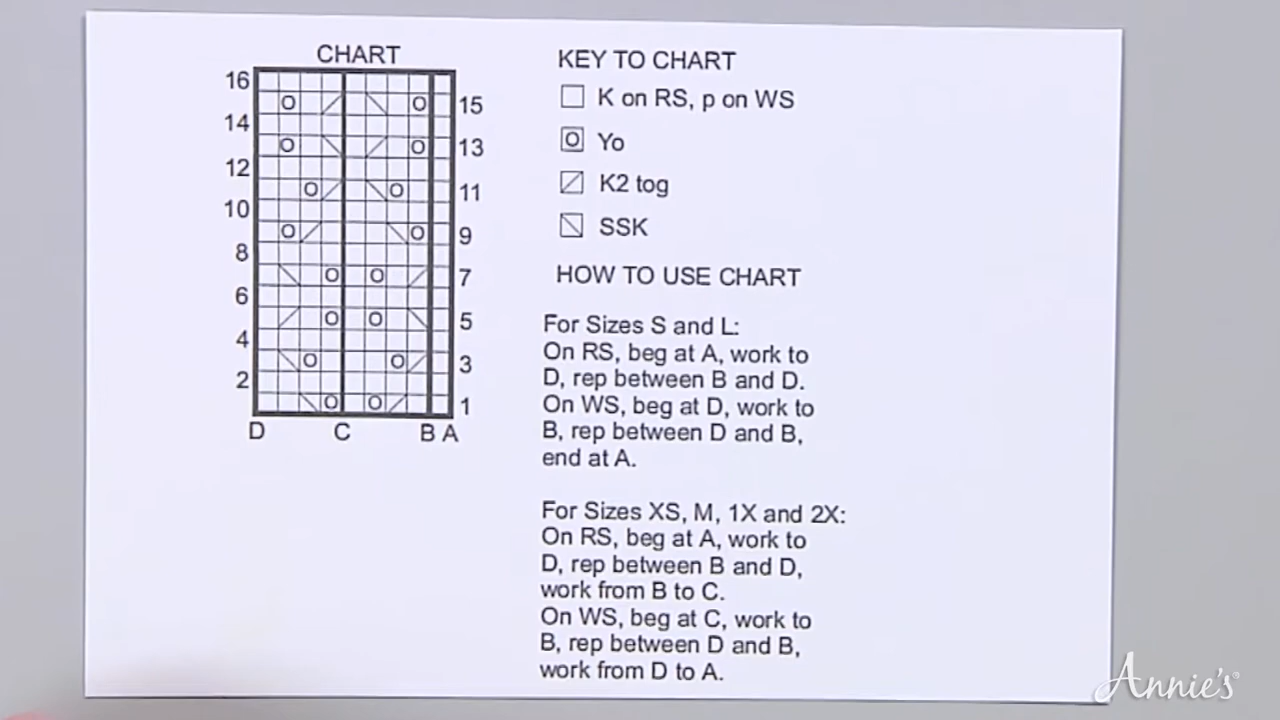 CHART
16
15
14
13
12
11
10
9
8
7
6
5
4
3
2
1
D C B A
KEY TO CHART
K on RS, p on WS
O Yo
K2 tog
SSK
HOW TO USE CHART
For Sizes S and L:
On RS, beg at A, work to
D, rep between B and D.
On WS, beg at D, work to
B, rep between D and B,
end at A.
For Sizes XS, M, 1X and 2X:
On RS, beg at A, work to
D, rep between B and D,
work from B to C.
On WS, beg at C, work to
B, rep between D and B,
work from D to A.
Annie's®